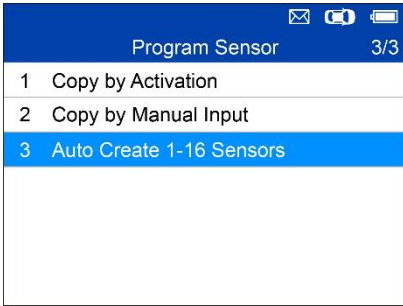 Program Sensor 3/3
1 Copy by Activation
2 Copy by Manual Input
3 Auto Create 1-16 Sensors